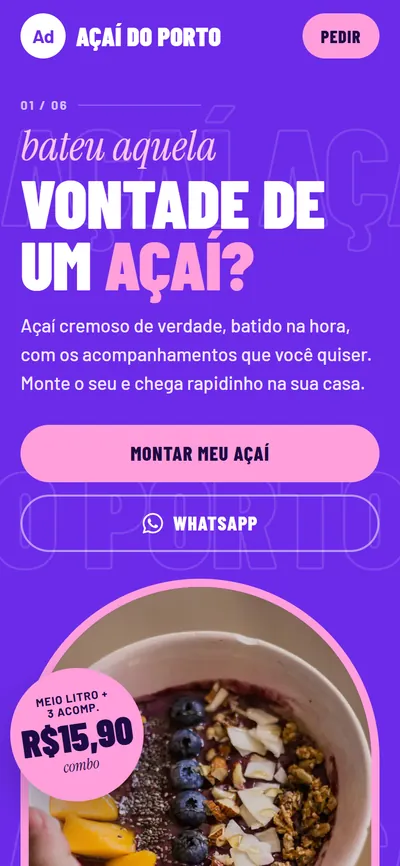 Ad AÇAÍ DO PORTO PEDIR
01 / 06
bateu aquela
VONTADE DE
UM AÇAÍ?
Açaí cremoso de verdade, batido na hora,
com os acompanhamentos que você quiser.
Monte o seu e chega rapidinho na sua casa.
MONTAR MEU AÇAÍ
WHATSAPP
MEIO LITRO +
3 ACOMP.
R$15,90
combo